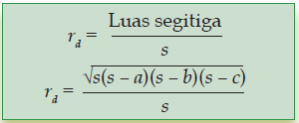 r_d = Luas segitiga / s
r_d = √s(s – a)(s – b)(s – c) / s